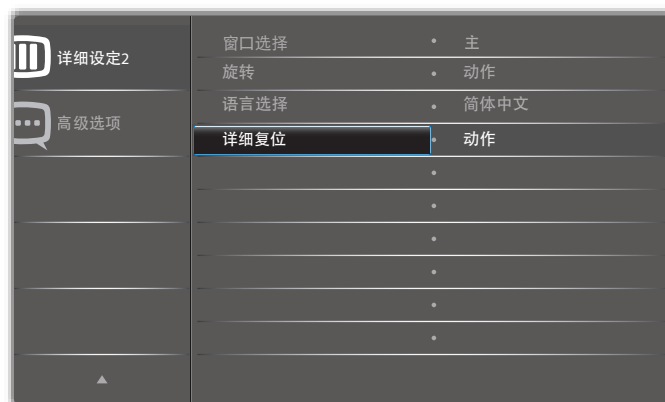 详细设定2
高级选项
窗口选择 • 主
旋转 • 动作
语言选择 • 简体中文
详细复位 • 动作